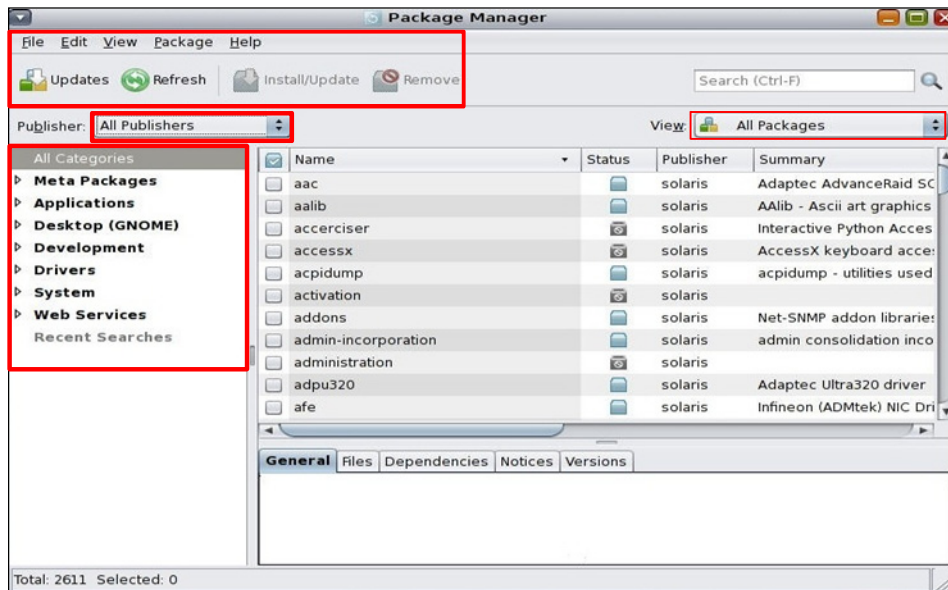 Package Manager
File Edit View Package Help
Updates Refresh Install/Update Remove Search (Ctrl-F)
Publisher: All Publishers View: All Packages
All Categories
Meta Packages
Applications
Desktop (GNOME)
Development
Drivers
System
Web Services
Recent Searches
Name Status Publisher Summary
aac solaris Adaptec AdvanceRaid SC
aalib solaris AAlib - Ascii art graphics
accerciser solaris Interactive Python Acces
accessx solaris AccessX keyboard acce
acpidump solaris acpidump - utilities used
activation solaris
addons solaris Net-SNMP addon libraries
admin-incorporation solaris admin consolidation inco
administration solaris
adpu320 solaris Adaptec Ultra320 driver
afe solaris Infineon (ADMtek) NIC Dri
General Files Dependencies Notices Versions
Total: 2611 Selected: 0